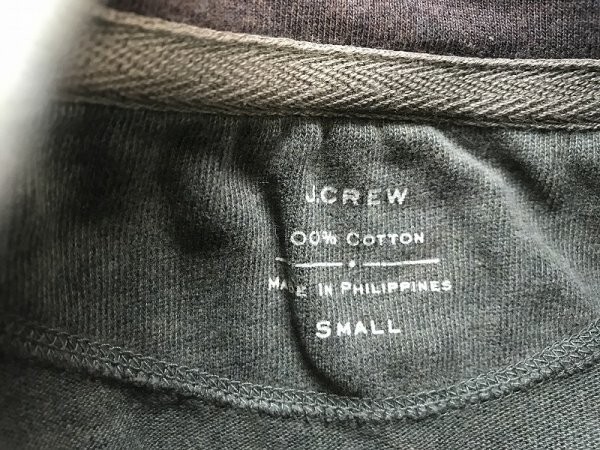 J.CREW
00% COTTON
MADE IN PHILIPPINES
SMALL